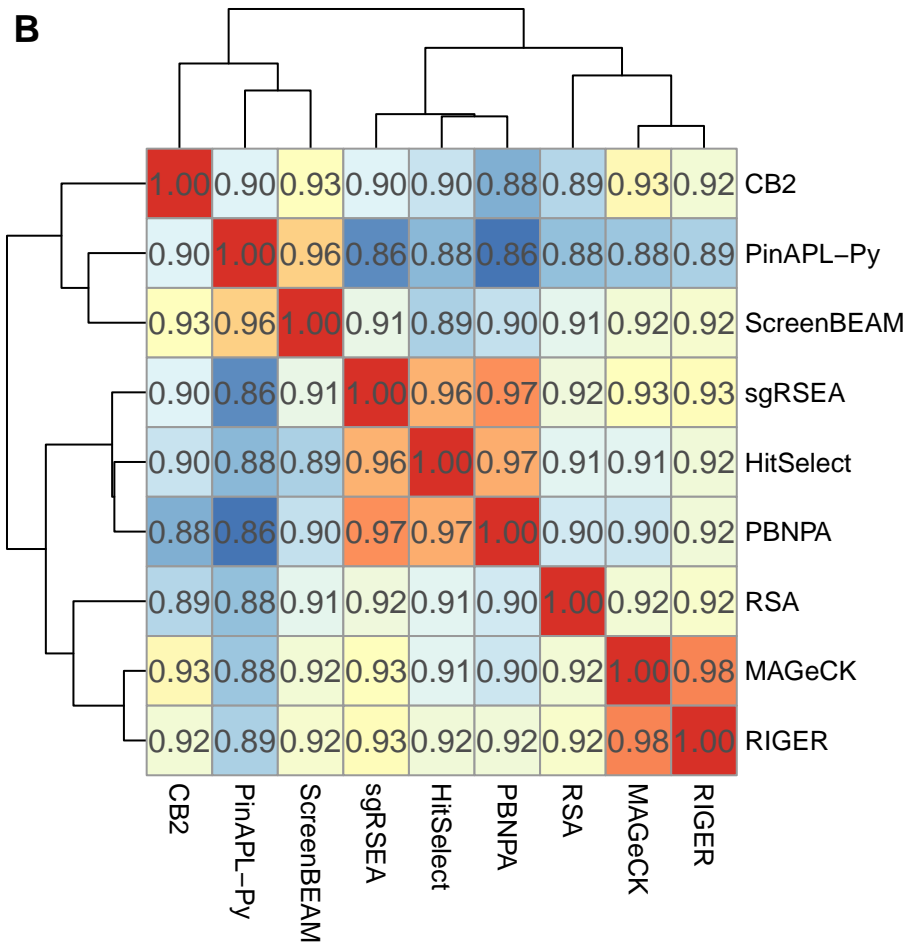 B
1.00 0.90 0.93 0.90 0.90 0.88 0.89 0.93 0.92 CB2
0.90 1.00 0.96 0.86 0.88 0.86 0.88 0.88 0.89 PinAPL−Py
0.93 0.96 1.00 0.91 0.89 0.90 0.91 0.92 0.92 ScreenBEAM
0.90 0.86 0.91 1.00 0.96 0.97 0.92 0.93 0.93 sgRSEA
0.90 0.88 0.89 0.96 1.00 0.97 0.91 0.91 0.92 HitSelect
0.88 0.86 0.90 0.97 0.97 1.00 0.90 0.90 0.92 PBNPA
0.89 0.88 0.91 0.92 0.91 0.90 1.00 0.92 0.92 RSA
0.93 0.88 0.92 0.93 0.91 0.90 0.92 1.00 0.98 MAGeCK
0.92 0.89 0.92 0.93 0.92 0.92 0.92 0.98 1.00 RIGER
CB2
PinAPL−Py
ScreenBEAM
sgRSEA
HitSelect
PBNPA
RSA
MAGeCK
RIGER